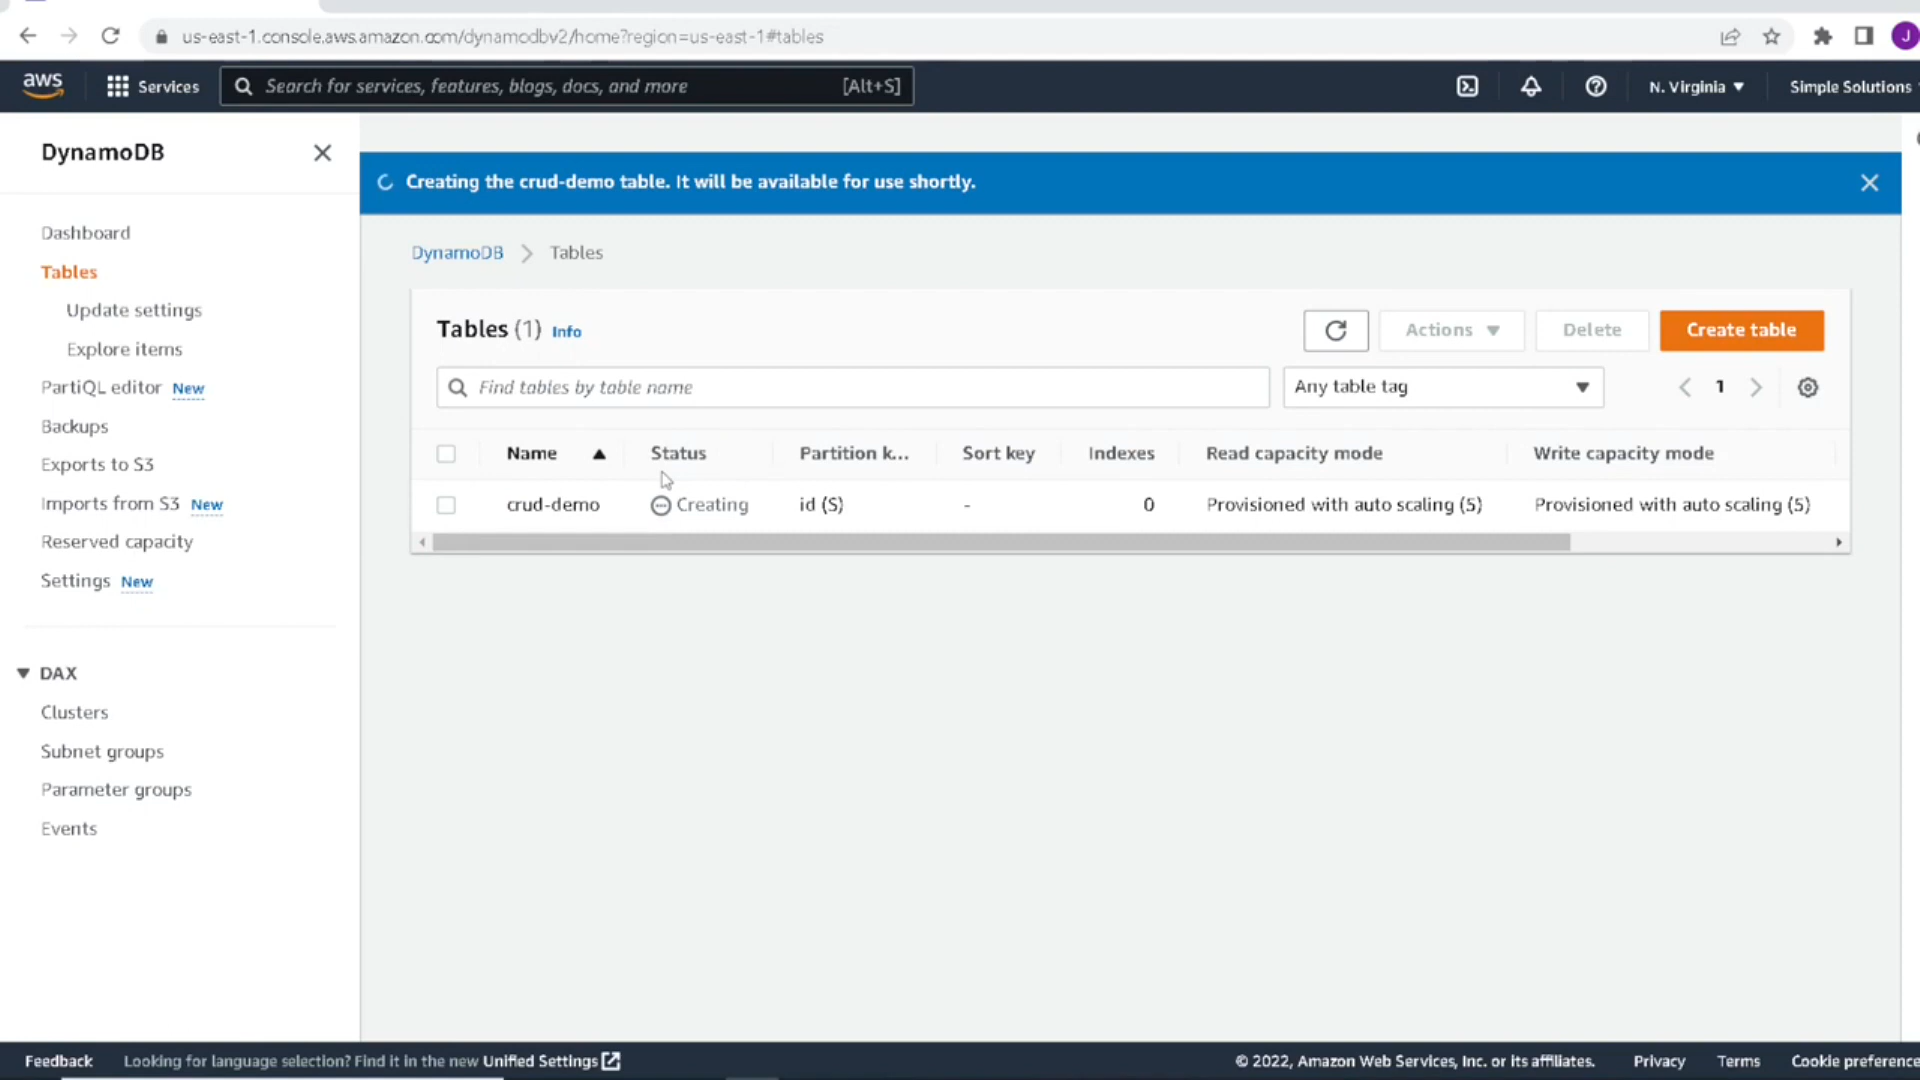 us-east-1.console.aws.amazon.com/dynamodbv2/home?region=us-east-1#tables
J
aws
Services
Search for services, features, blogs, docs, and more
[Alt+S]
N. Virginia
Simple Solutions
DynamoDB
Dashboard
Tables
Update settings
Explore items
PartiQL editor New
Backups
Exports to S3
Imports from S3 New
Reserved capacity
Settings New
DAX
Clusters
Subnet groups
Parameter groups
Events
Creating the crud-demo table. It will be available for use shortly.
DynamoDB
Tables
Tables (1) Info
Actions
Delete
Create table
Find tables by table name
Any table tag
1
Name Status Partition k... Sort key Indexes Read capacity mode Write capacity mode
crud-demo Creating id (S) - 0 Provisioned with auto scaling (5) Provisioned with auto scaling (5)
Feedback
Looking for language selection? Find it in the new Unified Settings
© 2022, Amazon Web Services, Inc. or its affiliates.
Privacy
Terms
Cookie preference